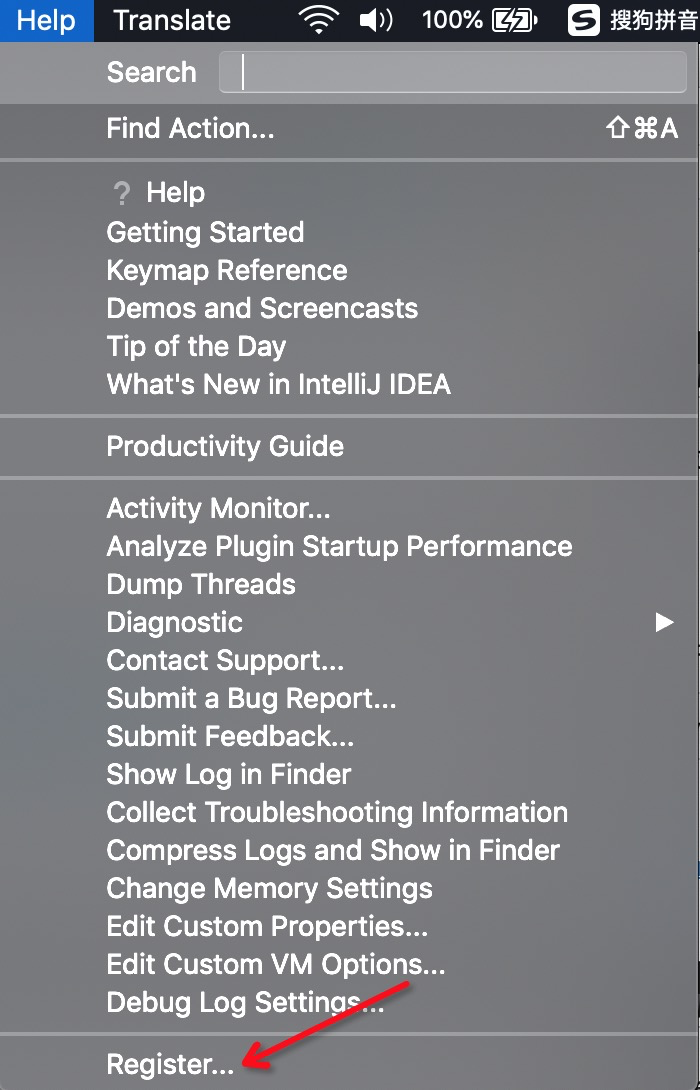 Help Translate 100% 搜狗拼音
Search
Find Action... ⇧⌘A
? Help
Getting Started
Keymap Reference
Demos and Screencasts
Tip of the Day
What's New in IntelliJ IDEA
Productivity Guide
Activity Monitor...
Analyze Plugin Startup Performance
Dump Threads
Diagnostic
Contact Support...
Submit a Bug Report...
Submit Feedback...
Show Log in Finder
Collect Troubleshooting Information
Compress Logs and Show in Finder
Change Memory Settings
Edit Custom Properties...
Edit Custom VM Options...
Debug Log Settings...
Register...